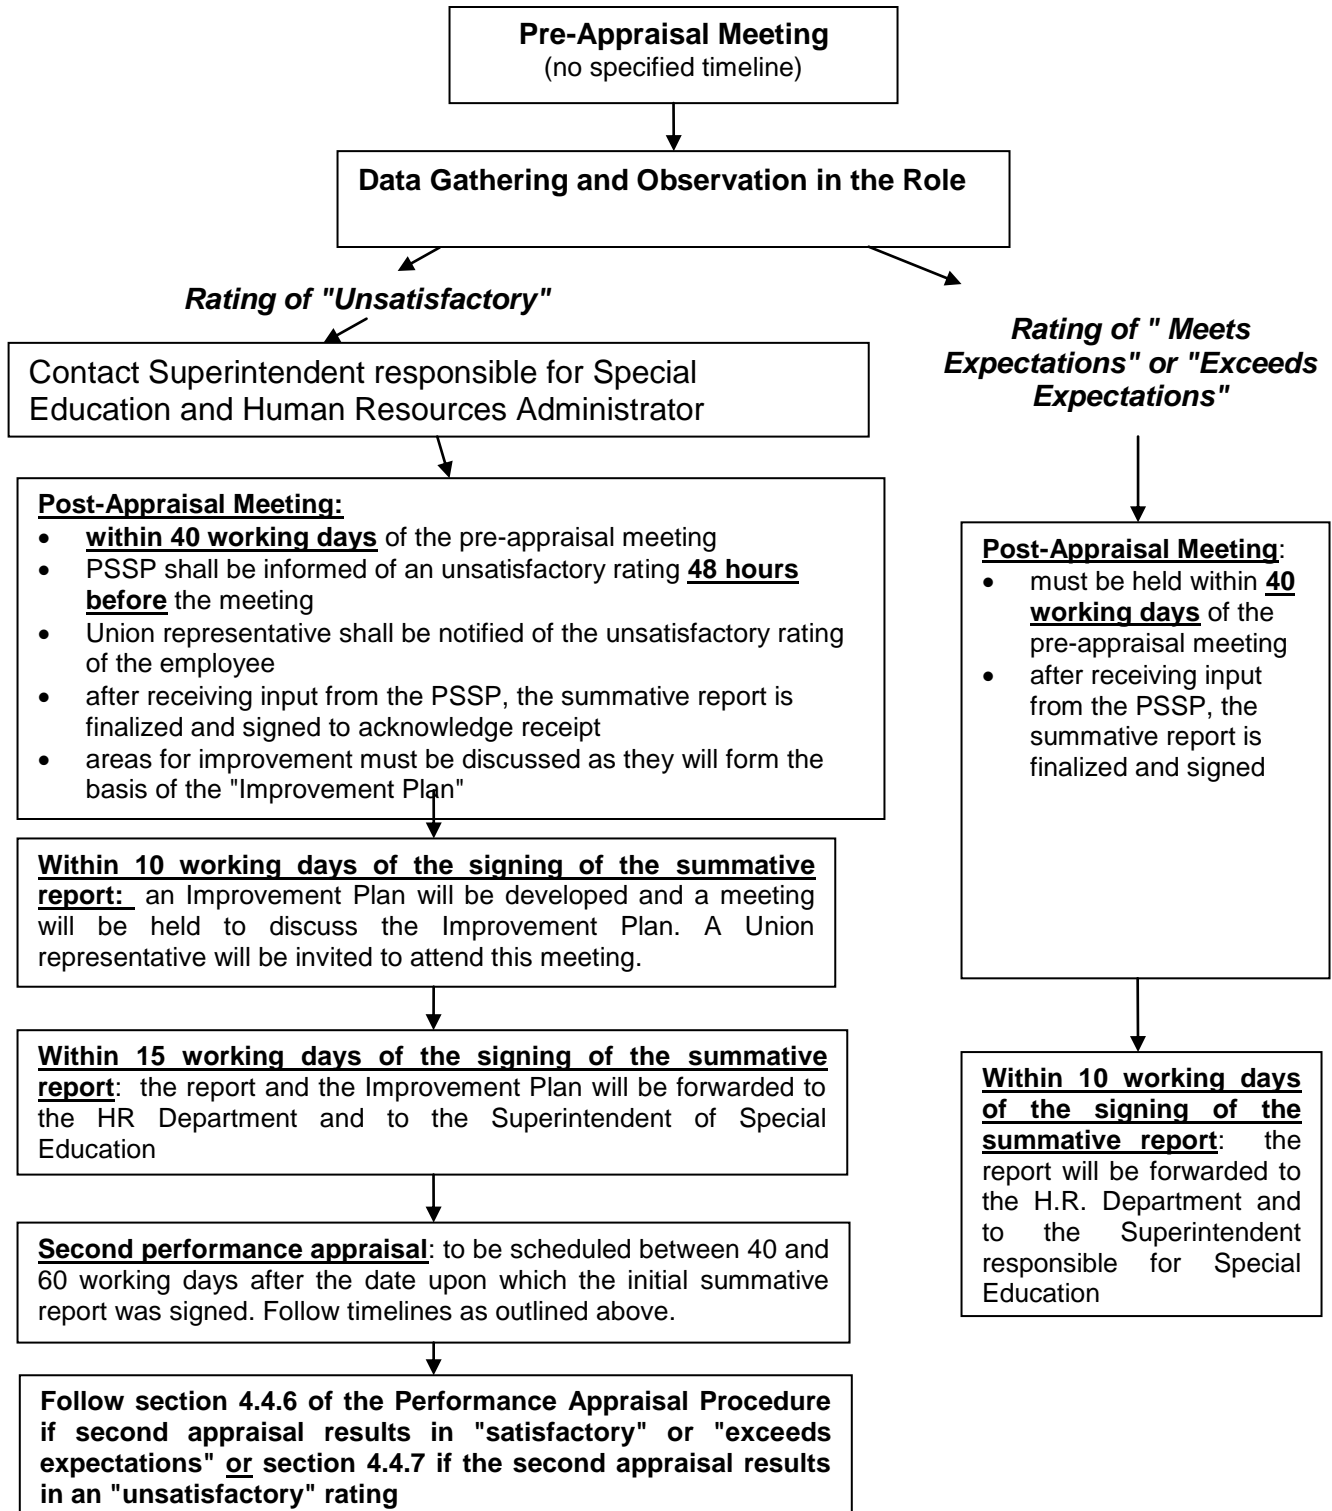 Pre-Appraisal Meeting
(no specified timeline)
Data Gathering and Observation in the Role
Rating of "Unsatisfactory"
Contact Superintendent responsible for Special
Education and Human Resources Administrator
Post-Appraisal Meeting:
• within 40 working days of the pre-appraisal meeting
• PSSP shall be informed of an unsatisfactory rating 48 hours
before the meeting
• Union representative shall be notified of the unsatisfactory rating
of the employee
• after receiving input from the PSSP, the summative report is
finalized and signed to acknowledge receipt
• areas for improvement must be discussed as they will form the
basis of the "Improvement Plan"
Within 10 working days of the signing of the summative
report: an Improvement Plan will be developed and a meeting
will be held to discuss the Improvement Plan. A Union
representative will be invited to attend this meeting.
Within 15 working days of the signing of the summative
report: the report and the Improvement Plan will be forwarded to
the HR Department and to the Superintendent of Special
Education
Second performance appraisal: to be scheduled between 40 and
60 working days after the date upon which the initial summative
report was signed. Follow timelines as outlined above.
Follow section 4.4.6 of the Performance Appraisal Procedure
if second appraisal results in "satisfactory" or "exceeds
expectations" or section 4.4.7 if the second appraisal results
in an "unsatisfactory" rating
Rating of " Meets
Expectations" or "Exceeds
Expectations"
Post-Appraisal Meeting:
• must be held within 40
working days of the
pre-appraisal meeting
• after receiving input
from the PSSP, the
summative report is
finalized and signed
Within 10 working days
of the signing of the
summative report: the
report will be forwarded to
the H.R. Department and
to the Superintendent
responsible for Special
Education